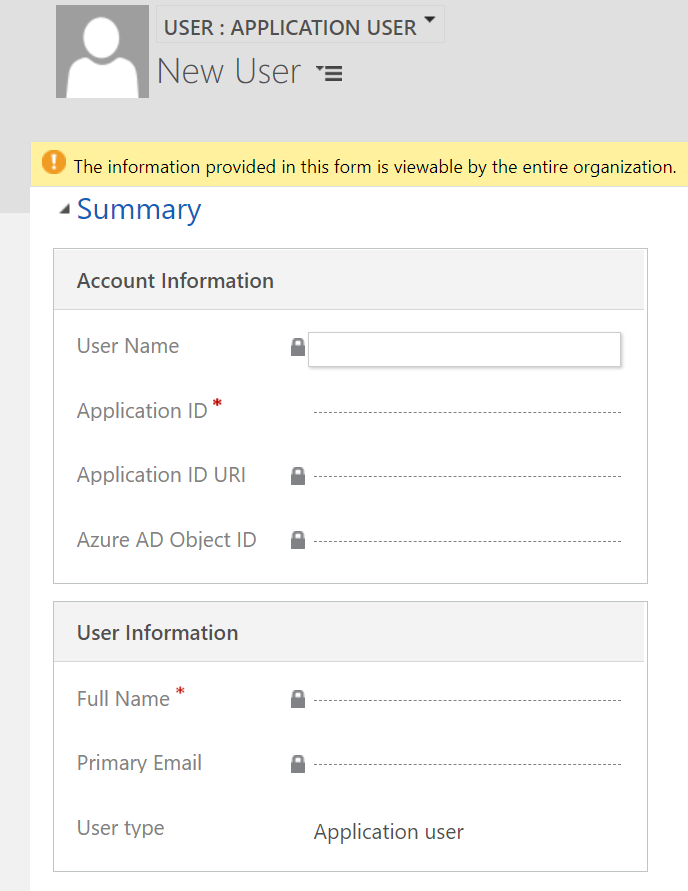 USER : APPLICATION USER
New User
The information provided in this form is viewable by the entire organization.
Summary
Account Information
User Name
Application ID *
Application ID URI
Azure AD Object ID
User Information
Full Name *
Primary Email
User type Application user